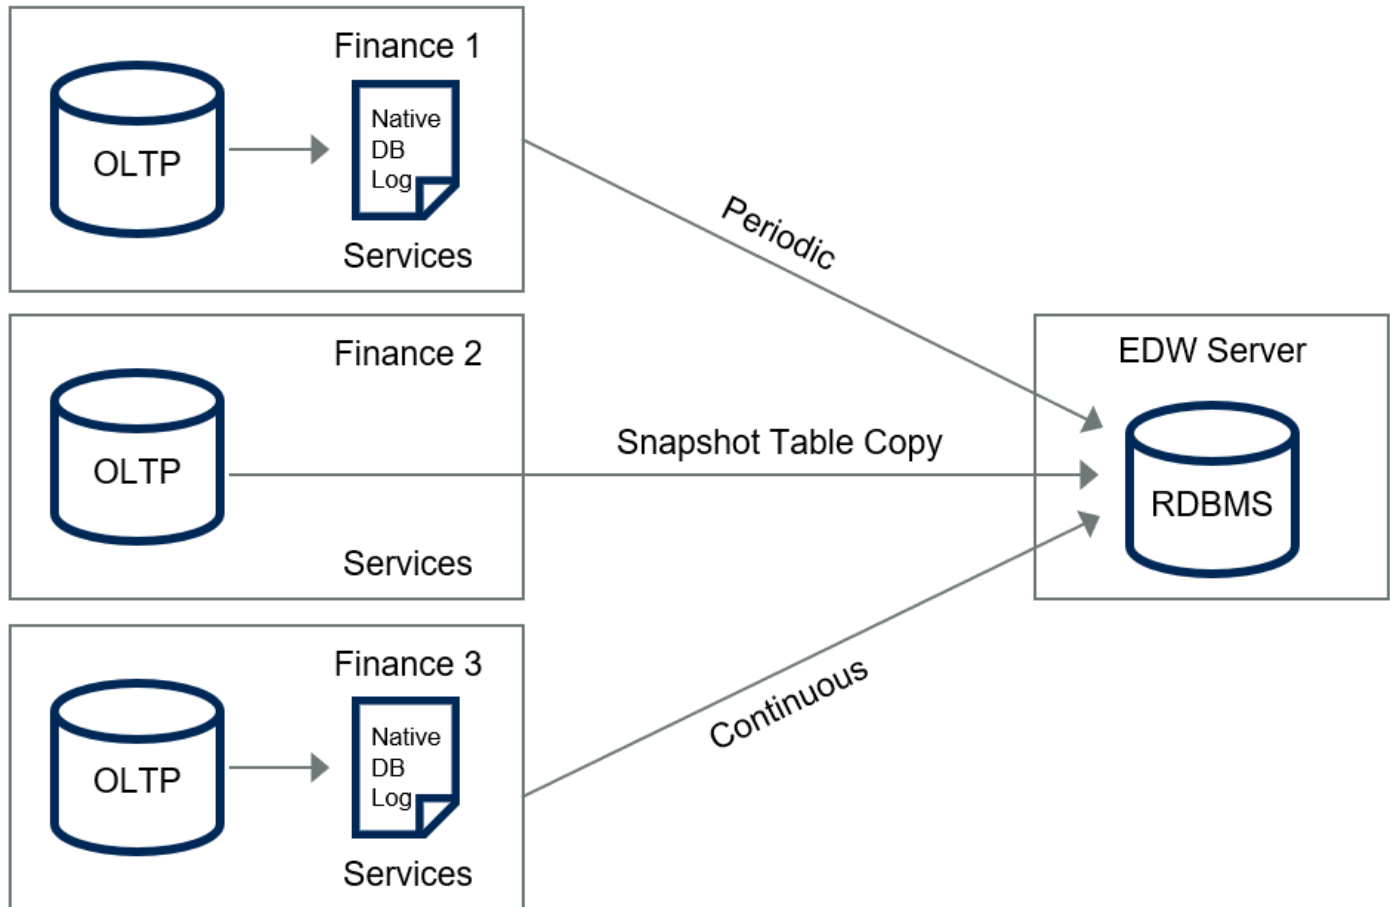 Finance 1
OLTP
Native
DB
Log
Services
Periodic
Finance 2
OLTP
Services
Snapshot Table Copy
EDW Server
RDBMS
Finance 3
OLTP
Native
DB
Log
Services
Continuous